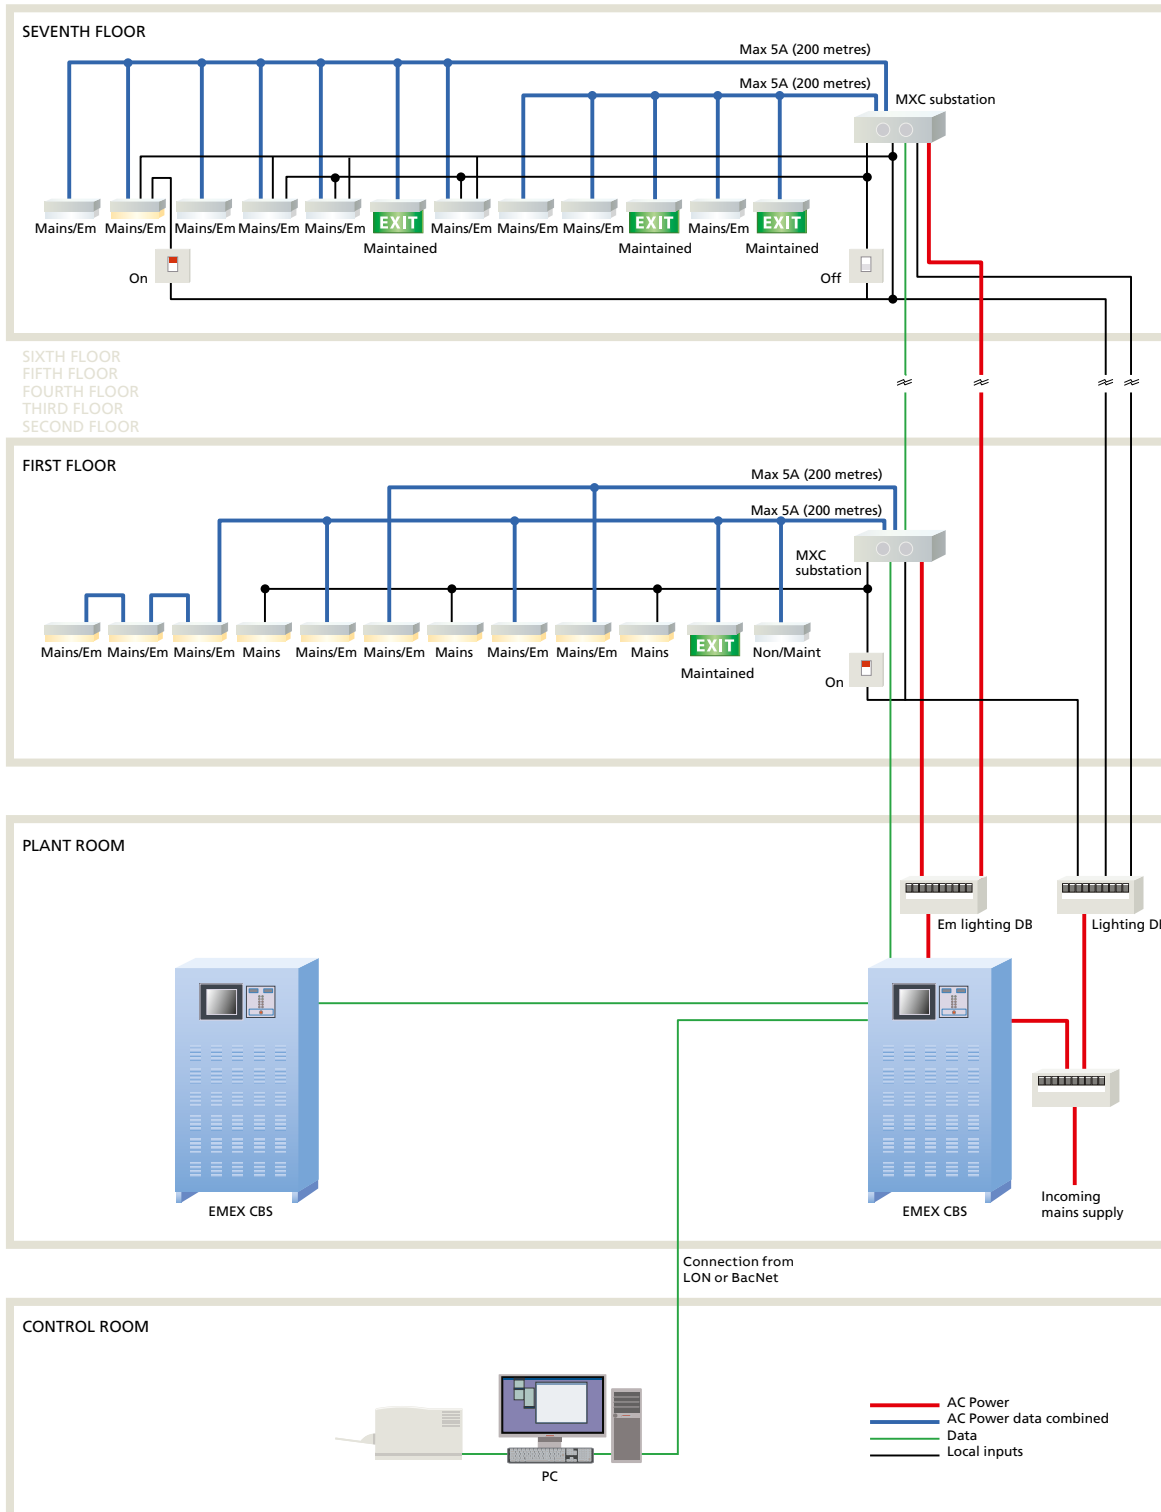 SEVENTH FLOOR
Max 5A (200 metres)
Max 5A (200 metres)
MXC substation
Mains/Em Mains/Em Mains/Em Mains/Em Mains/Em EXIT Mains/Em Mains/Em Mains/Em EXIT Mains/Em EXIT
Maintained Maintained Maintained
On
Off
SIXTH FLOOR
FIFTH FLOOR
FOURTH FLOOR
THIRD FLOOR
SECOND FLOOR
FIRST FLOOR
Max 5A (200 metres)
Max 5A (200 metres)
MXC
substation
Mains/Em Mains/Em Mains/Em Mains Mains/Em Mains/Em Mains Mains/Em Mains/Em Mains EXIT Non/Maint
Maintained
On
PLANT ROOM
Em lighting DB
Lighting D
EMEX CBS
EMEX CBS
Incoming
mains supply
Connection from
LON or BacNet
CONTROL ROOM
PC
AC Power
AC Power data combined
Data
Local inputs